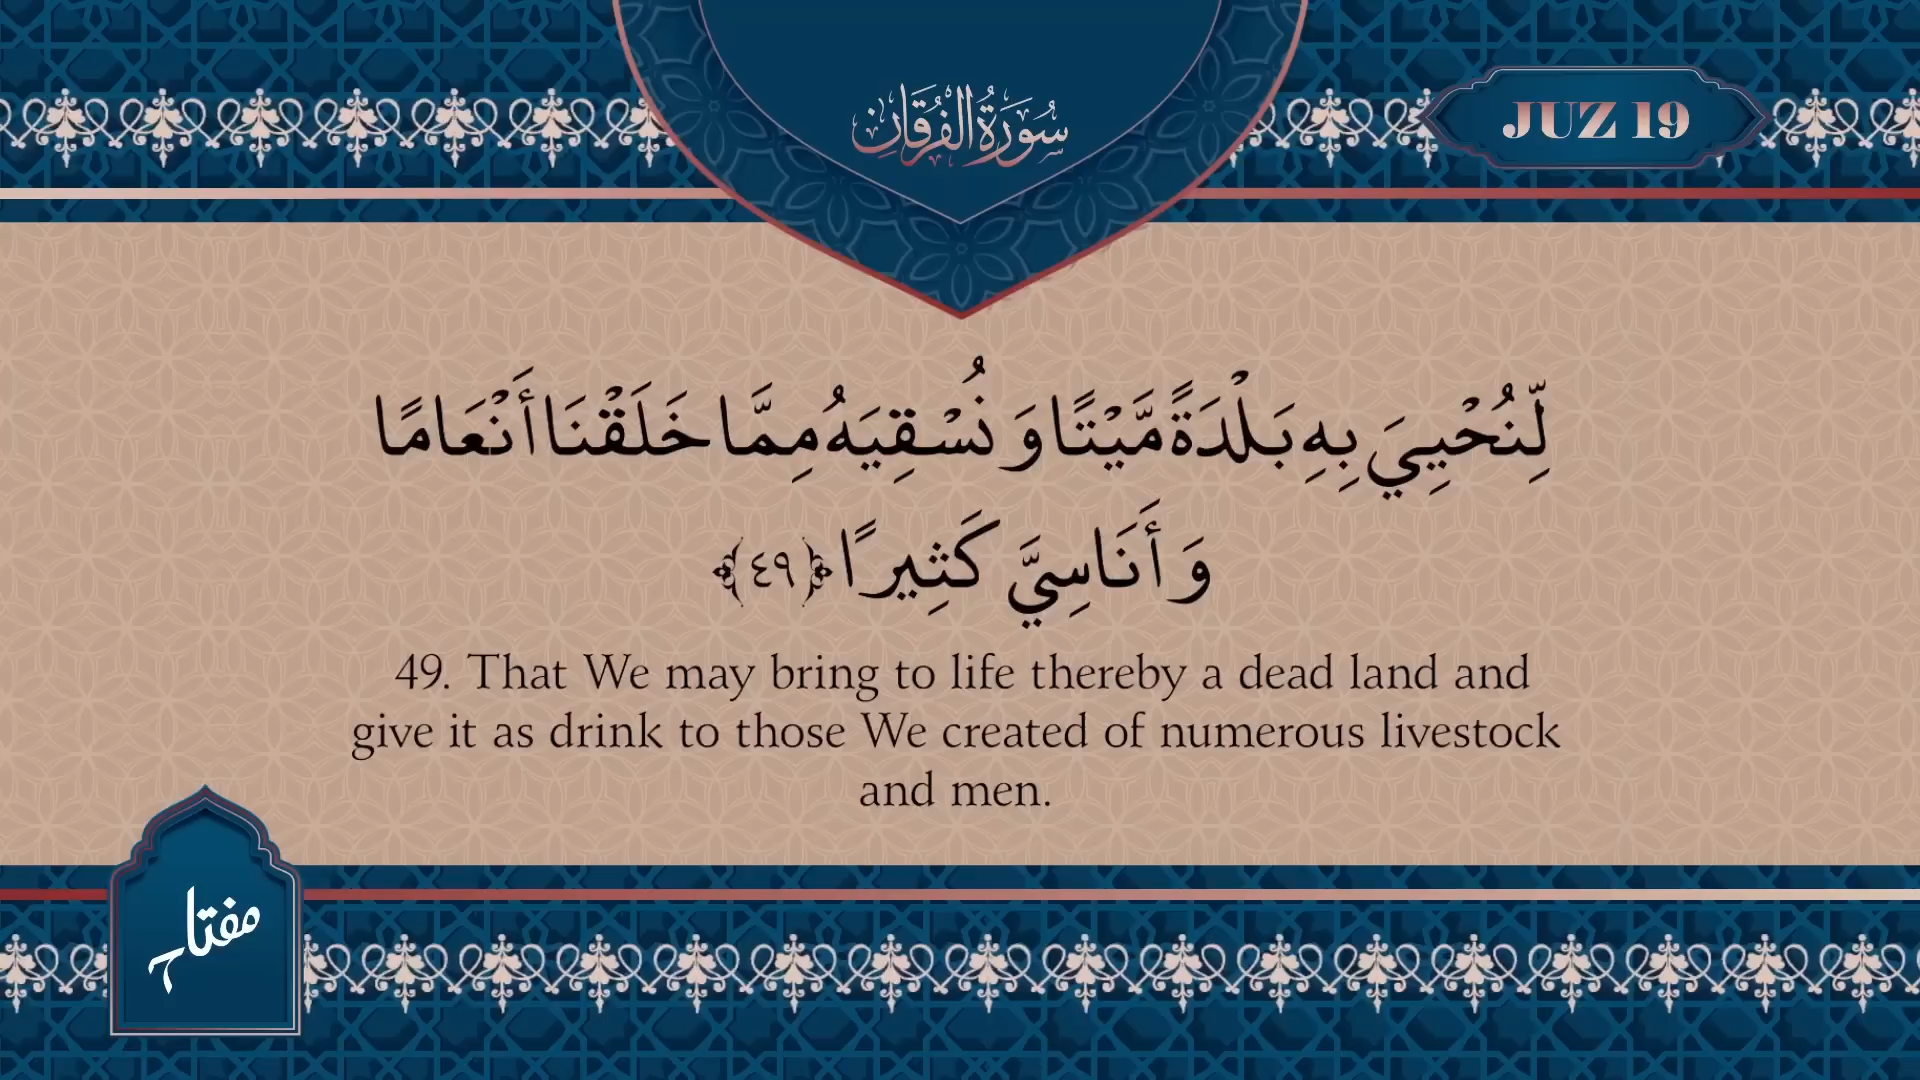 سُورَةُ الفُرْقَانِ
JUZ 19
لِّنُحْيِيَ بِهِ بَلْدَةً مَّيْتًا وَنُسْقِيَهُ مِمَّا خَلَقْنَا أَنْعَامًا
وَأَنَاسِيَّ كَثِيرًا ﴿٤٩﴾
49. That We may bring to life thereby a dead land and
give it as drink to those We created of numerous livestock
and men.
مفتاح